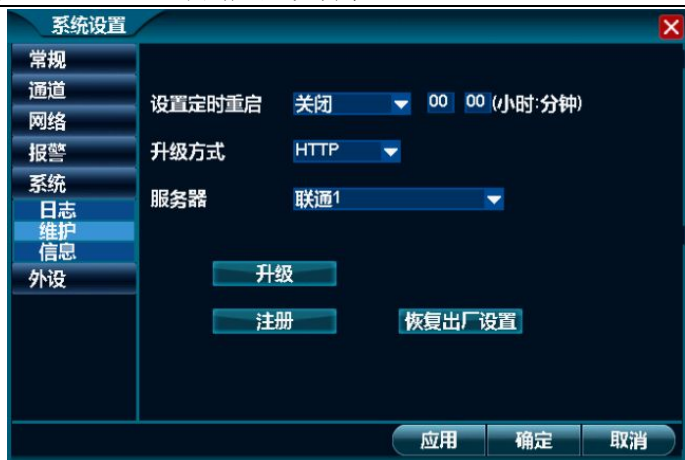 系统设置
常规
通道
网络
报警
系统
日志
维护
信息
外设
设置定时重启 关闭 00 00 (小时:分钟)
升级方式 HTTP
服务器 联通1
升级
注册 恢复出厂设置
应用 确定 取消